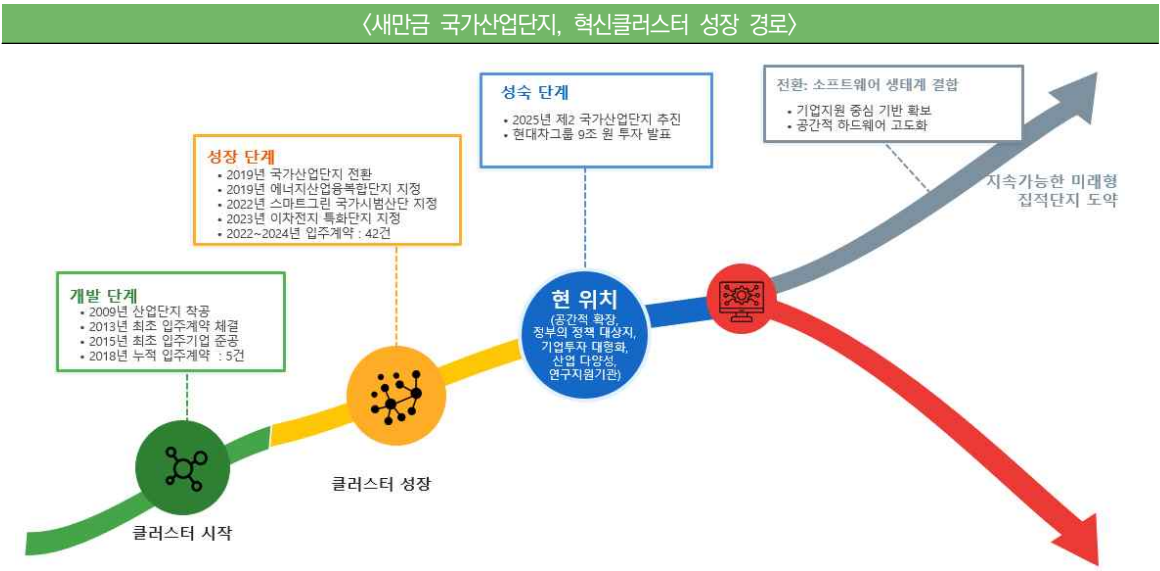 〈새만금 국가산업단지, 혁신클러스터 성장 경로〉
개발 단계
• 2009년 산업단지 착공
• 2013년 최초 입주계약 체결
• 2015년 최초 입주기업 준공
• 2018년 누적 입주계약 : 5건
클러스터 시작
성장 단계
• 2019년 국가산업단지 전환
• 2019년 에너지산업융복합단지 지정
• 2022년 스마트그린 국가시범산단 지정
• 2023년 이차전지 특화단지 지정
• 2022~2024년 입주계약 : 42건
클러스터 성장
성숙 단계
• 2025년 제2 국가산업단지 추진
• 현대차그룹 9조 원 투자 발표
현 위치
(공간적 확장,
정부의 정책 대상지,
기업투자 대형화,
산업 다양성,
연구지원기관)
전환: 소프트웨어 생태계 결합
• 기업지원 중심 기반 확보
• 공간적 하드웨어 고도화
지속가능한 미래형
집적단지 도약